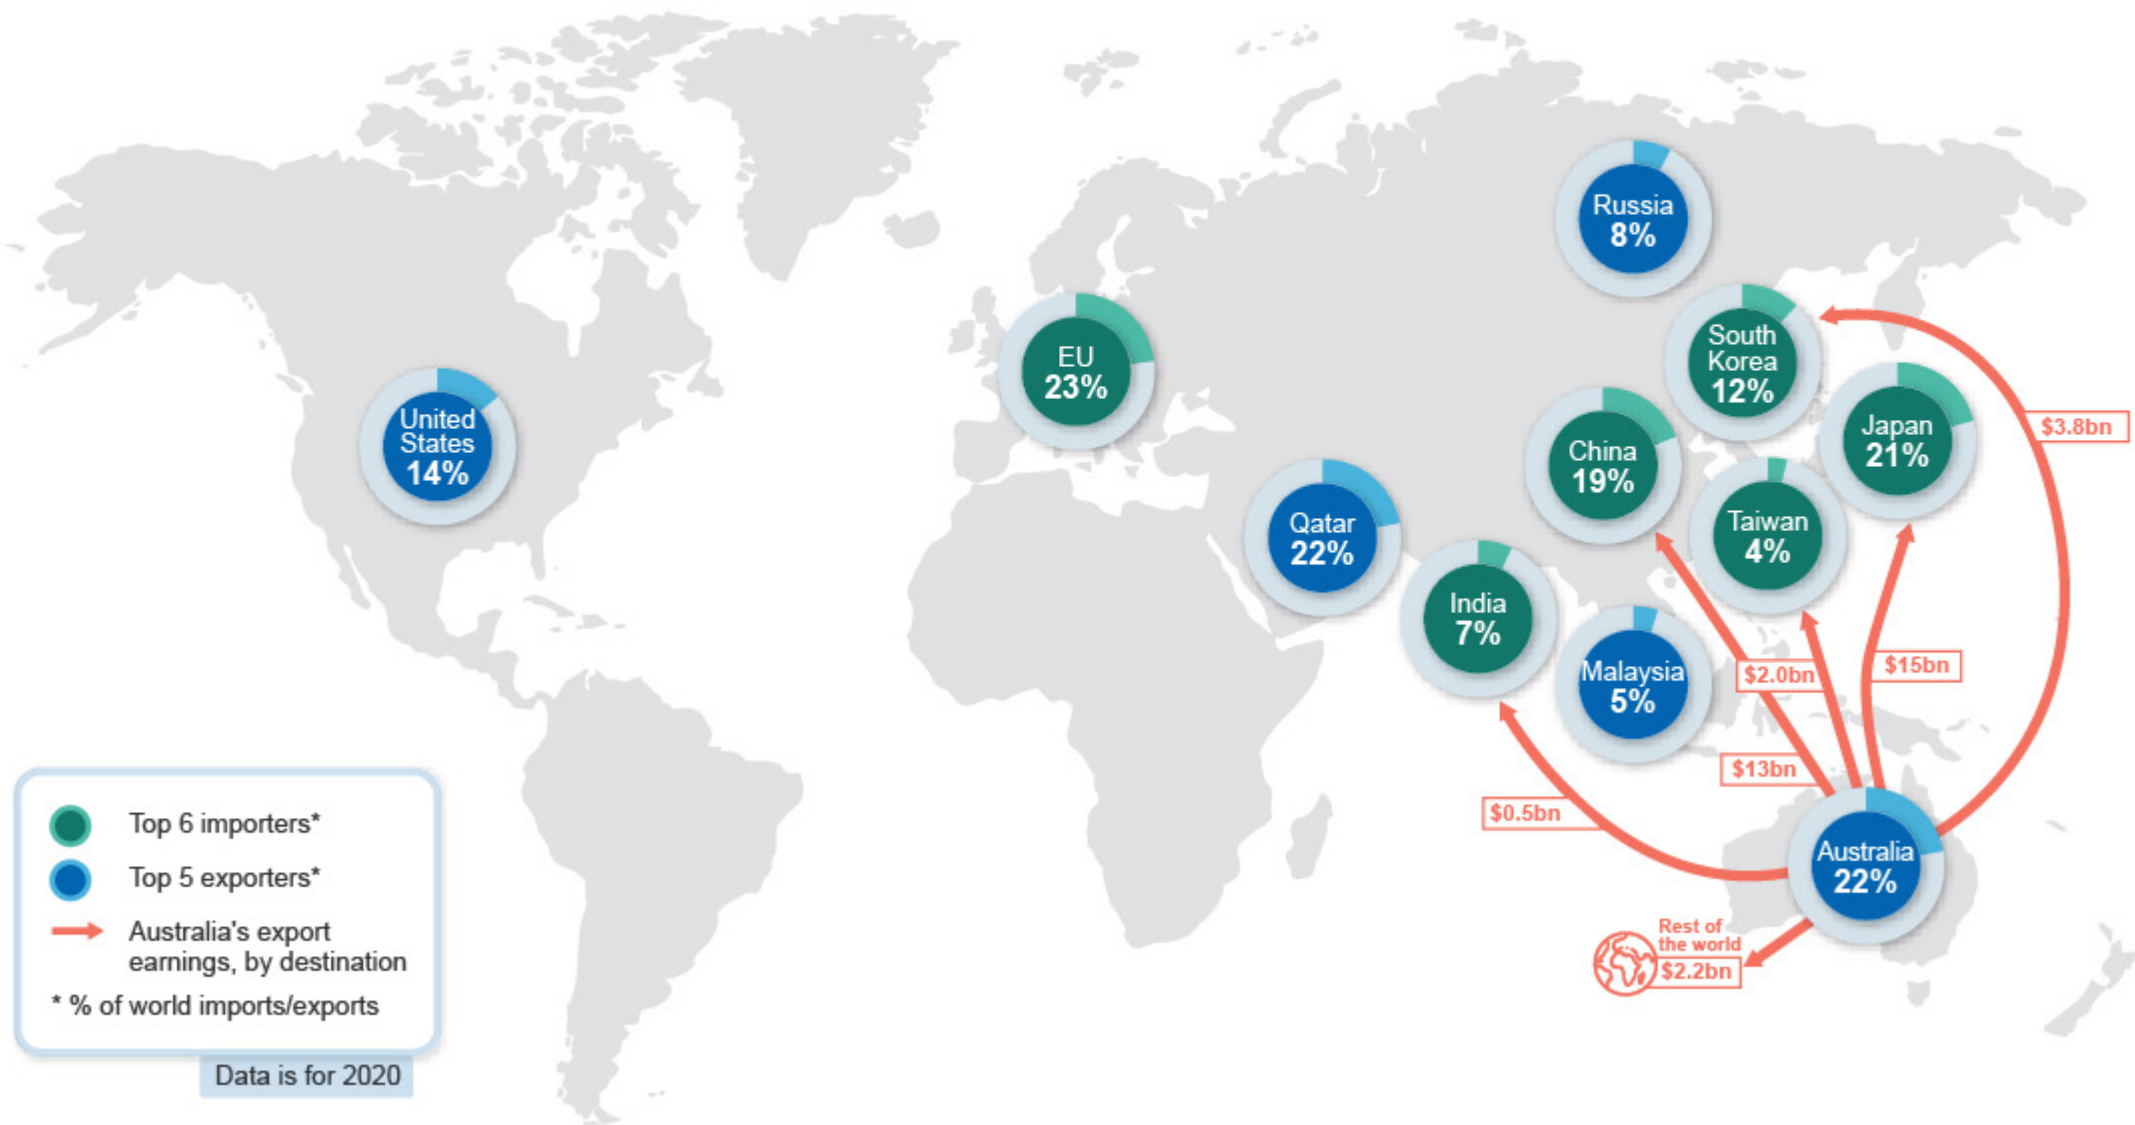 Russia
8%
South
Korea
12%
EU
23%
United
States
14%
China
19%
Japan
21%
$3.8bn
Qatar
22%
Taiwan
4%
India
7%
Malaysia
5%
$2.0bn
$15bn
$13bn
$0.5bn
Australia
22%
Rest of
the world
$2.2bn
Top 6 importers*
Top 5 exporters*
Australia's export
earnings, by destination
* % of world imports/exports
Data is for 2020